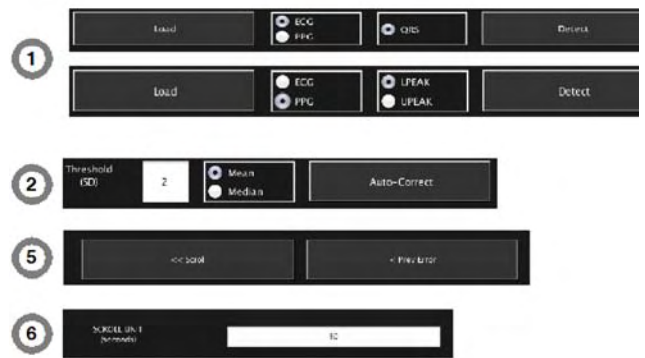 1
Load ECG PPG QRS Detect
Load ECG PPG LPEAK UPEAK Detect
2
Threshold (SD) 2 Mean Median Auto-Correct
5
<< Scroll < Prev Error
6
SCROLL UNIT (seconds) 10